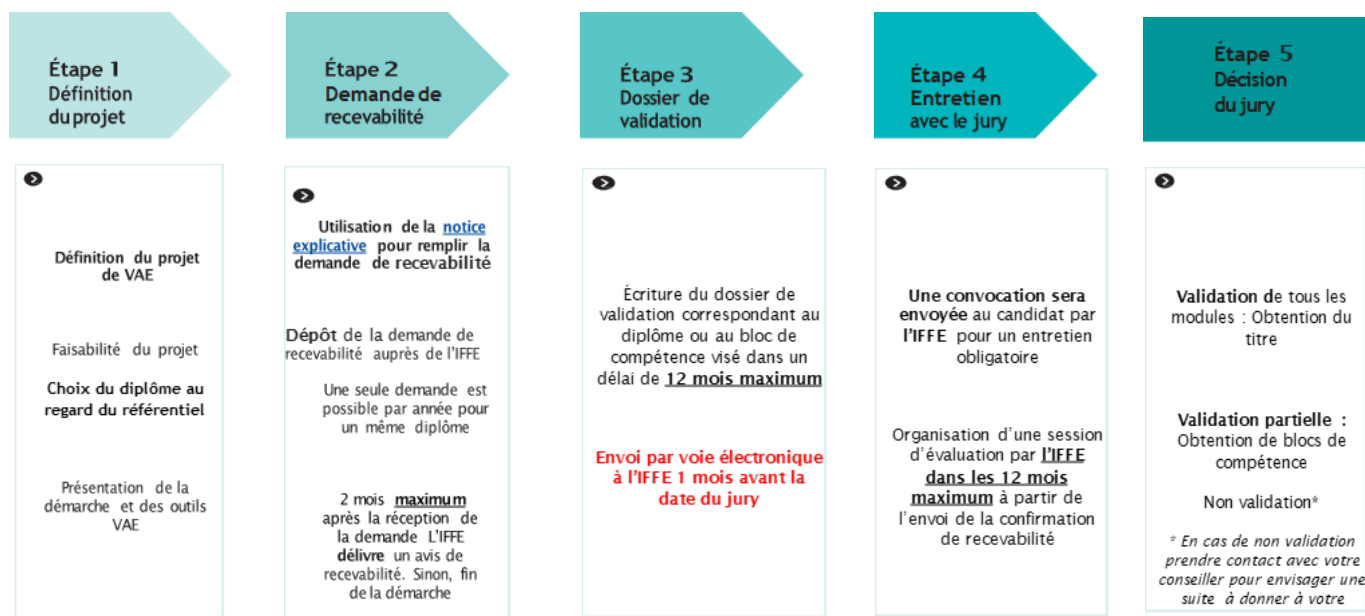 Étape 1
Définition
du projet
Étape 2
Demande de
recevabilité
Étape 3
Dossier de
validation
Étape 4
Entretien
avec le jury
Étape 5
Décision
du jury
Définition du projet
de VAE
Faisabilité du projet
Choix du diplôme au
regard du référentiel
Présentation de la
démarche et des outils
VAE
Utilisation de la notice
explicative pour remplir la
demande de recevabilité
Dépôt de la demande de
recevabilité auprès de l'IFFE
Une seule demande est
possible par année pour
un même diplôme
2 mois maximum
après la réception de
la demande L'IFFE
délivre un avis de
recevabilité. Sinon, fin
de la démarche
Écriture du dossier de
validation correspondant au
diplôme ou au bloc de
compétence visé dans un
délai de 12 mois maximum
Envoi par voie électronique
à l'IFFE 1 mois avant la
date du jury
Une convocation sera
envoyée au candidat par
l'IFFE pour un entretien
obligatoire
Organisation d'une session
d'évaluation par l'IFFE
dans les 12 mois
maximum à partir de
l'envoi de la confirmation
de recevabilité
Validation de tous les
modules : Obtention du
titre
Validation partielle :
Obtention de blocs de
compétence
Non validation*
* En cas de non validation
prendre contact avec votre
conseiller pour envisager une
suite à donner à votre